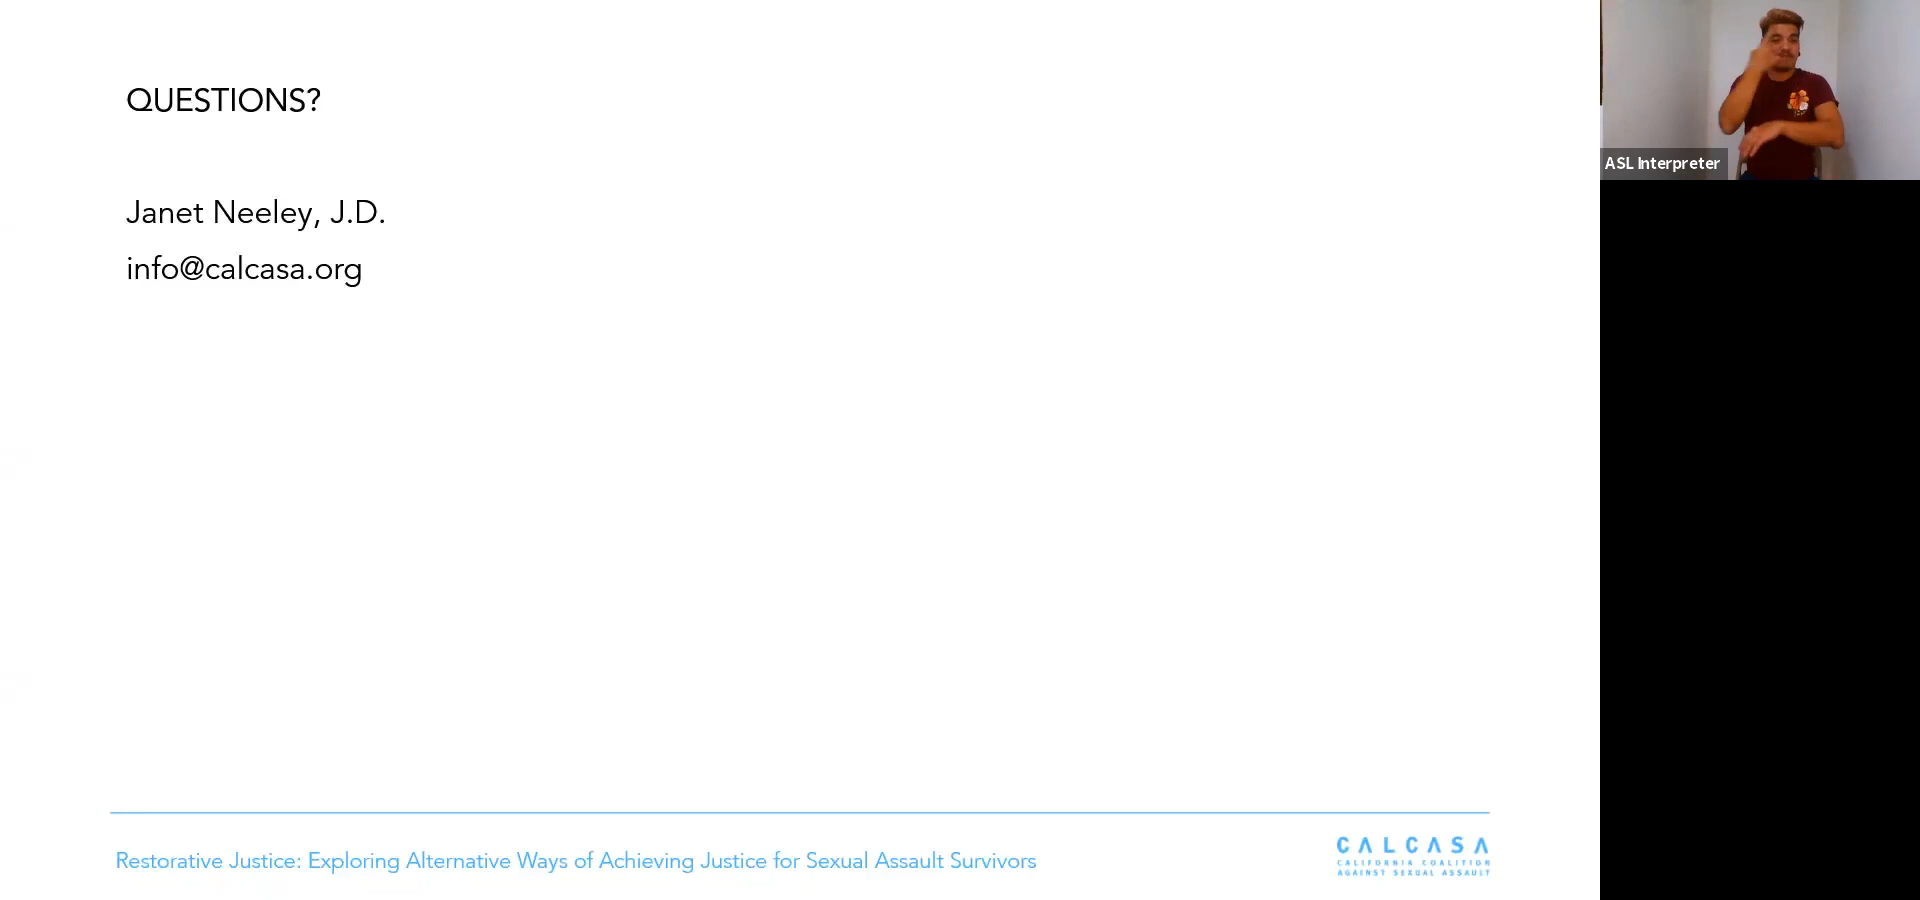 QUESTIONS?
Janet Neeley, J.D.
info@calcasa.org
ASL Interpreter
Restorative Justice: Exploring Alternative Ways of Achieving Justice for Sexual Assault Survivors
CALCASA
CALIFORNIA COALITION
AGAINST SEXUAL ASSAULT